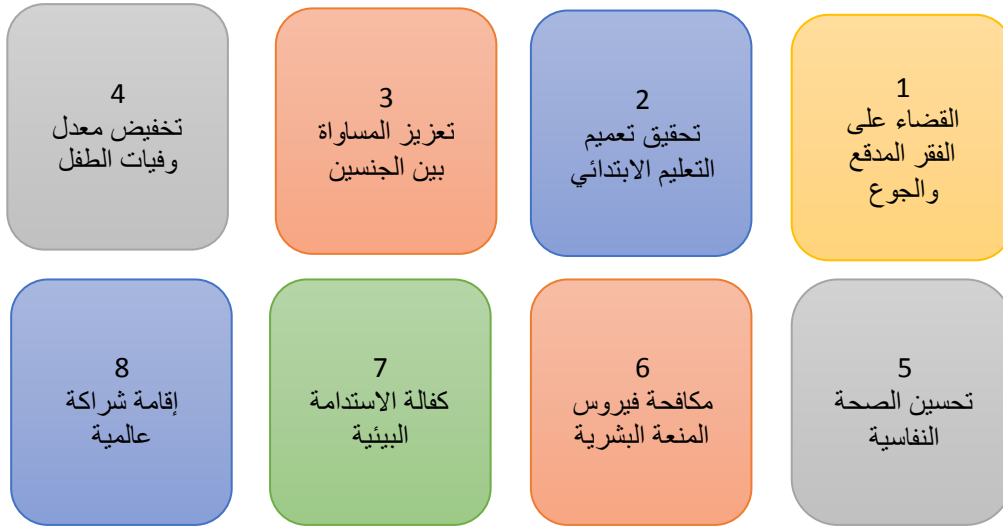 1
القضاء على
الفقر المدقع
والجوع
2
تحقيق تعميم
التعليم الابتدائي
3
تعزيز المساواة
بين الجنسين
4
تخفيض معدل
وفيات الطفل
5
تحسين الصحة
النفاسية
6
مكافحة فيروس
المنعة البشرية
7
كفالة الاستدامة
البيئية
8
إقامة شراكة
عالمية